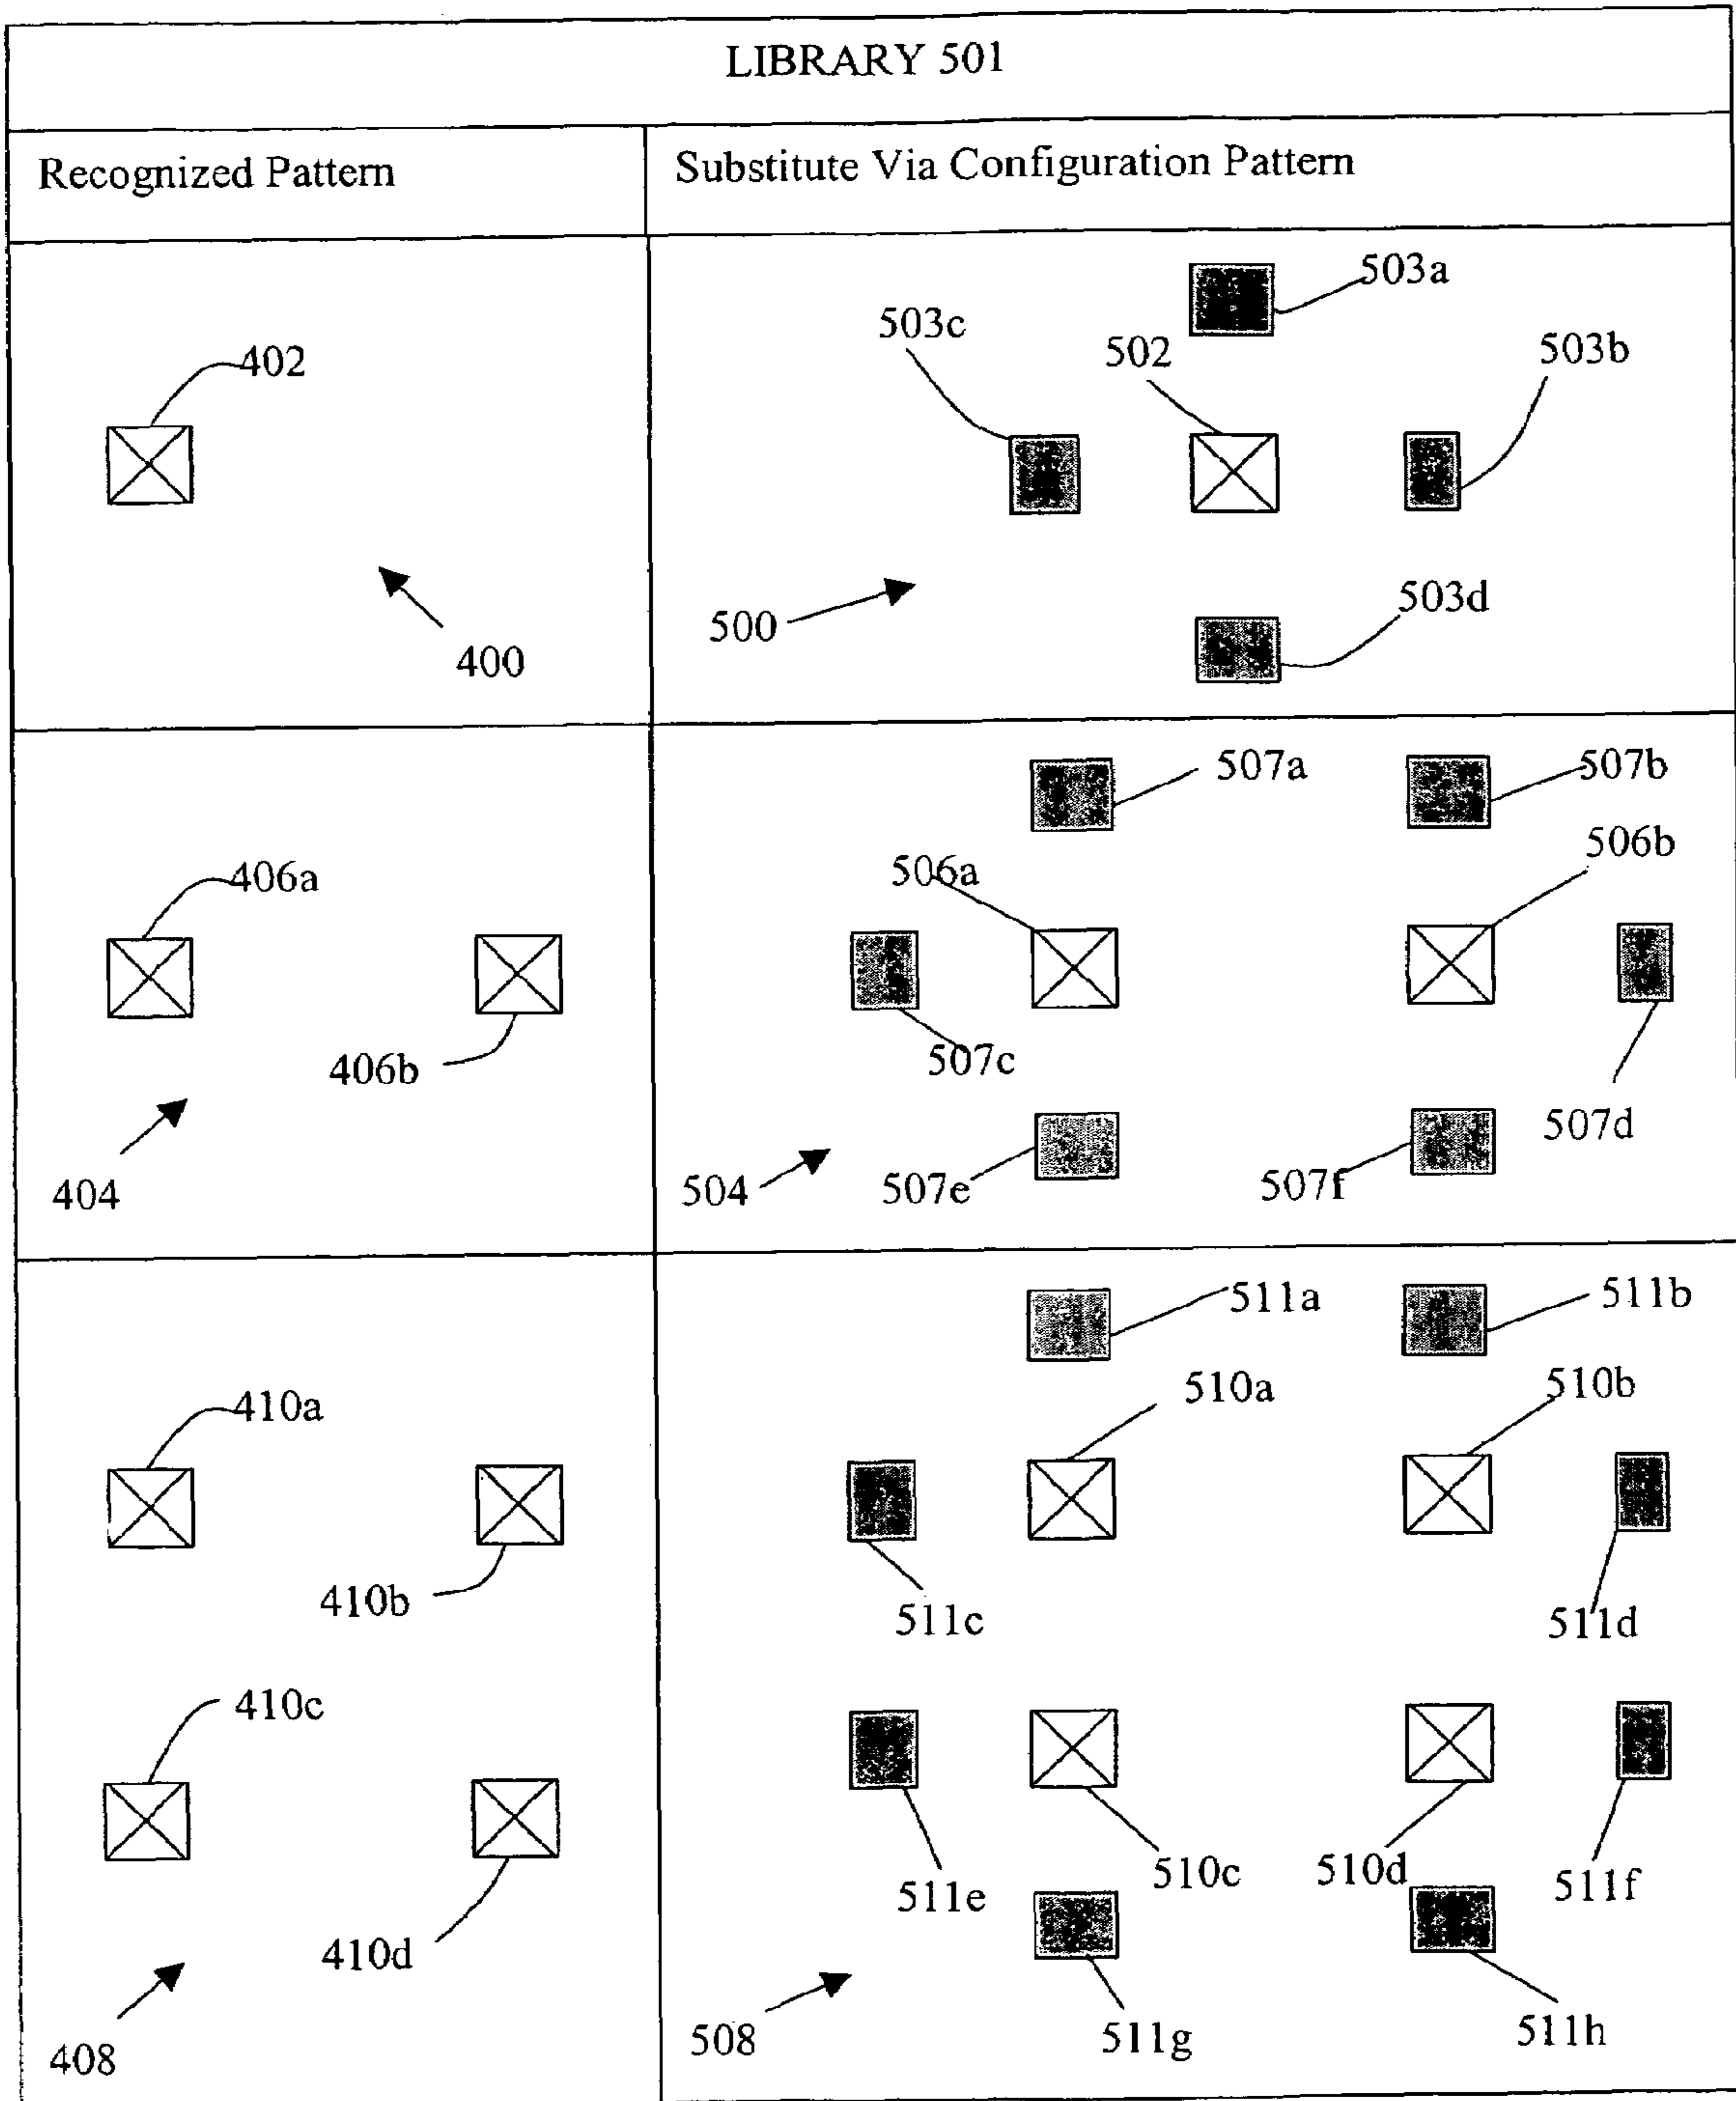 LIBRARY 501
Recognized Pattern
Substitute Via Configuration Pattern
402
400
503a
503c
502
503b
500
503d
406a
406b
404
507a
507b
506a
506b
507c
507d
504
507e
507f
410a
410b
410c
410d
408
511a
511b
510a
510b
511c
511d
511e
510c
510d
511f
508
511g
511h